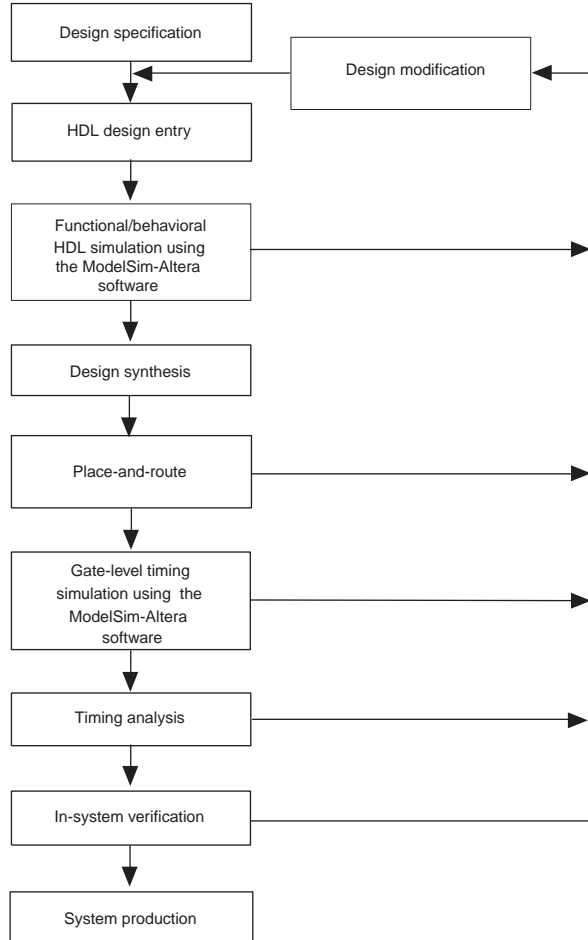 Design specification
Design modification
HDL design entry
Functional/behavioral
HDL simulation using
the ModelSim-Altera
software
Design synthesis
Place-and-route
Gate-level timing
simulation using the
ModelSim-Altera
software
Timing analysis
In-system verification
System production